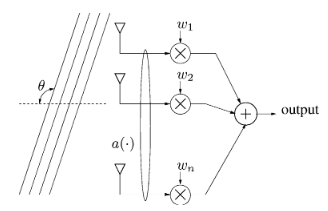 w₁
θ
w₂
output
a(·)
wₙ